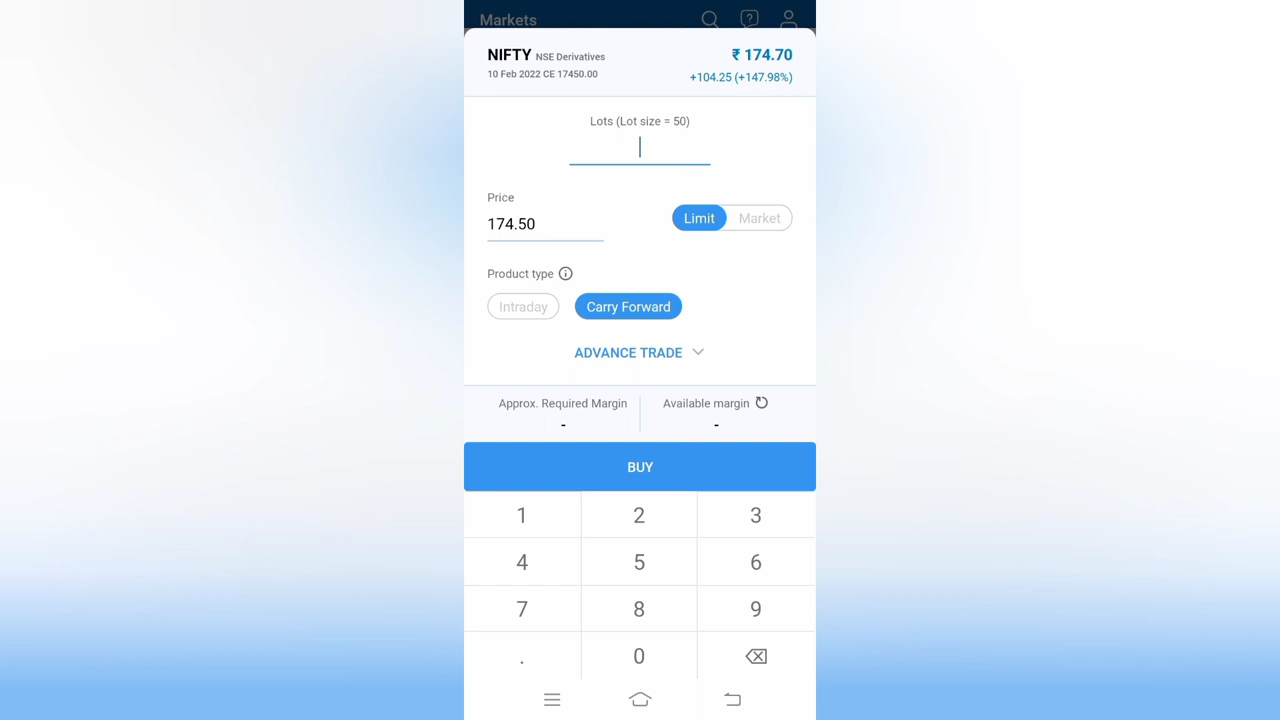 Markets
NIFTY NSE Derivatives ₹ 174.70
10 Feb 2022 CE 17450.00 +104.25 (+147.98%)
Lots (Lot size = 50)
Price
174.50
Limit Market
Product type
Intraday Carry Forward
ADVANCE TRADE
Approx. Required Margin Available margin
- -
BUY
1 2 3
4 5 6
7 8 9
. 0